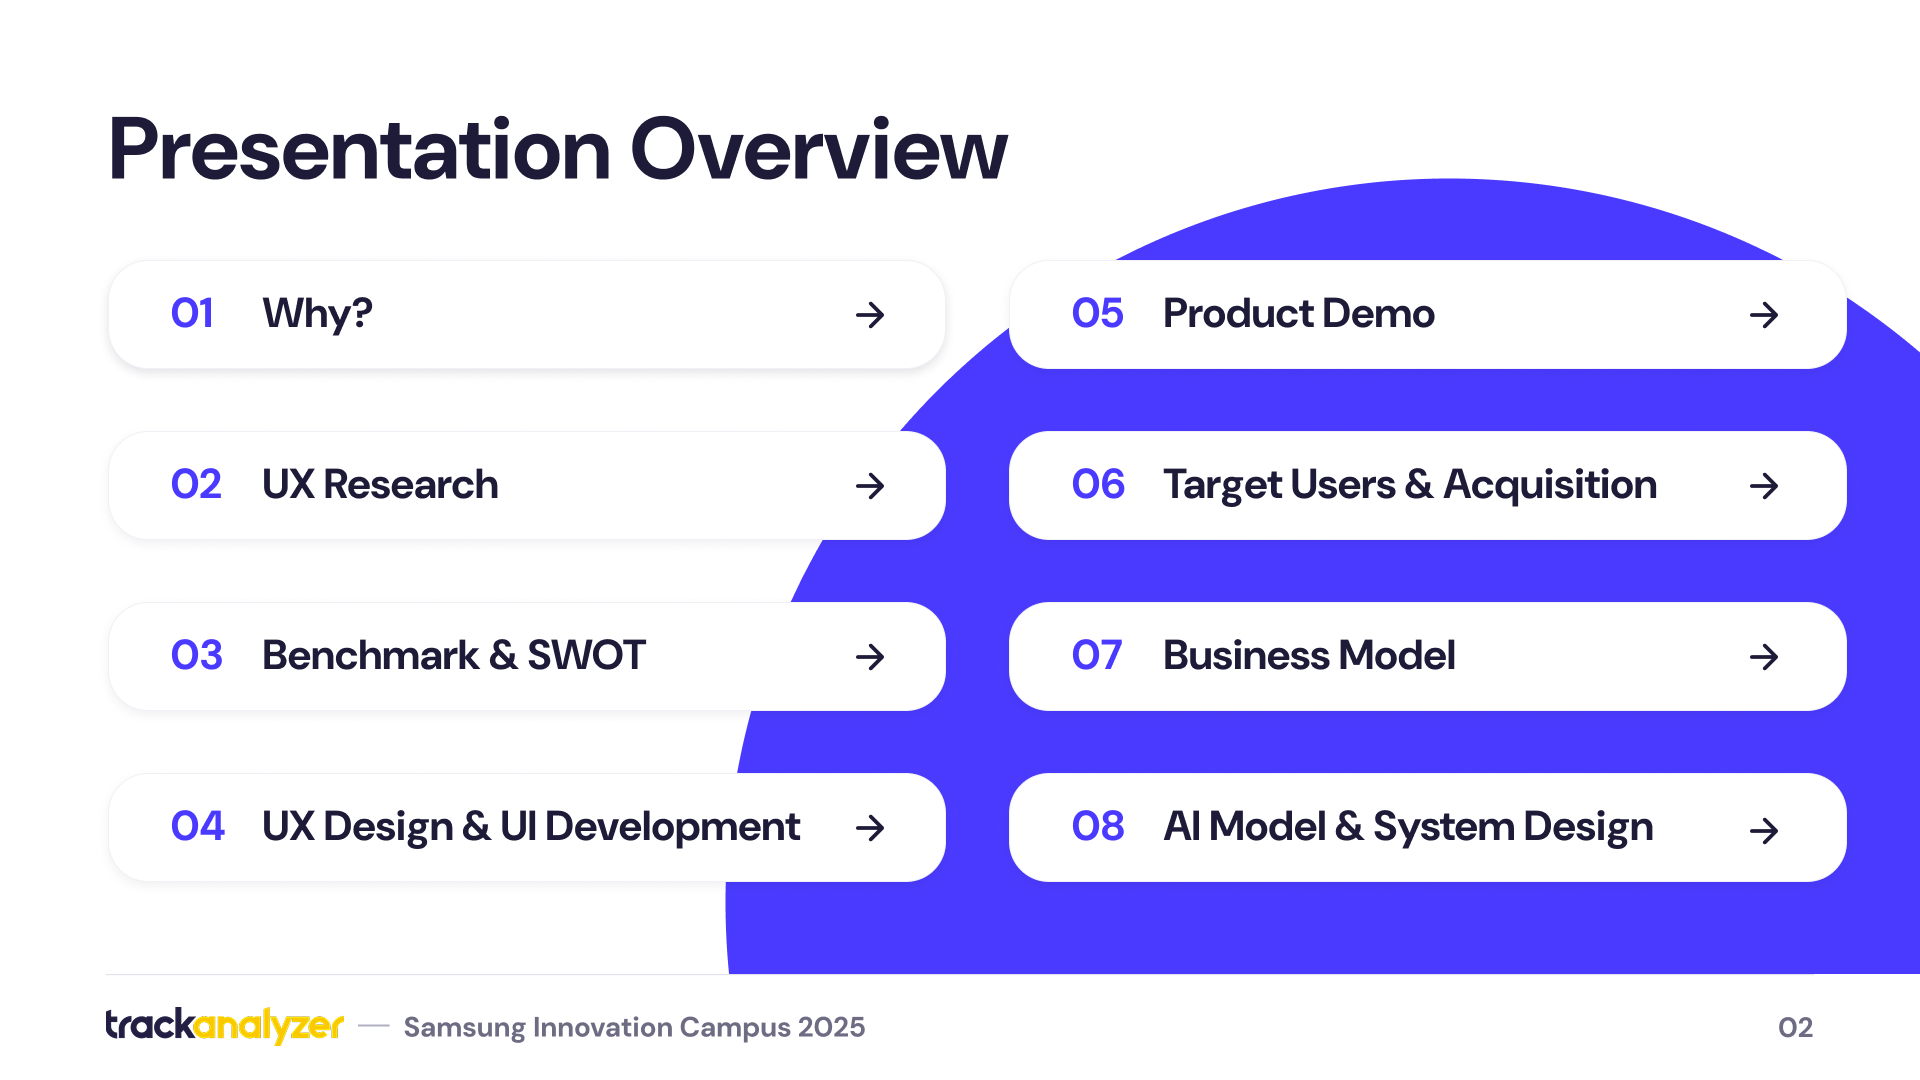 Presentation Overview
01 Why?
02 UX Research
03 Benchmark & SWOT
04 UX Design & UI Development
05 Product Demo
06 Target Users & Acquisition
07 Business Model
08 AI Model & System Design
trackanalyzer — Samsung Innovation Campus 2025
02